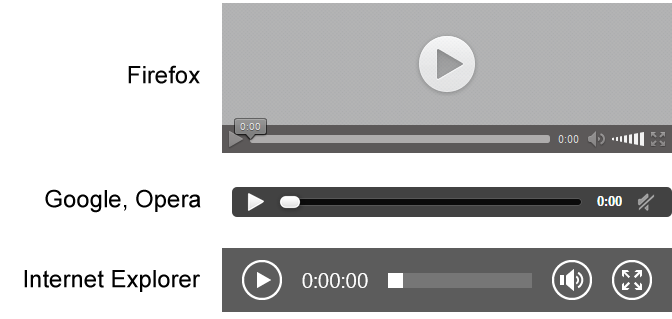 Firefox
0:00
0:00
Google, Opera
0:00
Internet Explorer
0:00:00